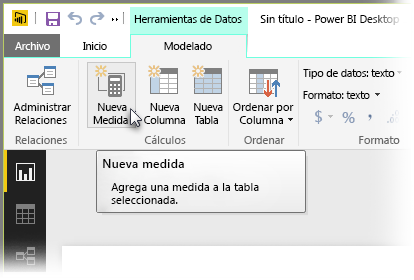 Herramientas de Datos
Sin título - Power BI Desktop
Archivo
Inicio
Modelado
Administrar
Relaciones
Relaciones
Nueva
Medida
Nueva
Columna
Nueva
Tabla
Cálculos
Ordenar por
Columna
Ordenar
Tipo de datos: texto
Formato: texto
$ %
Formato
Nueva medida
Agrega una medida a la tabla
seleccionada.